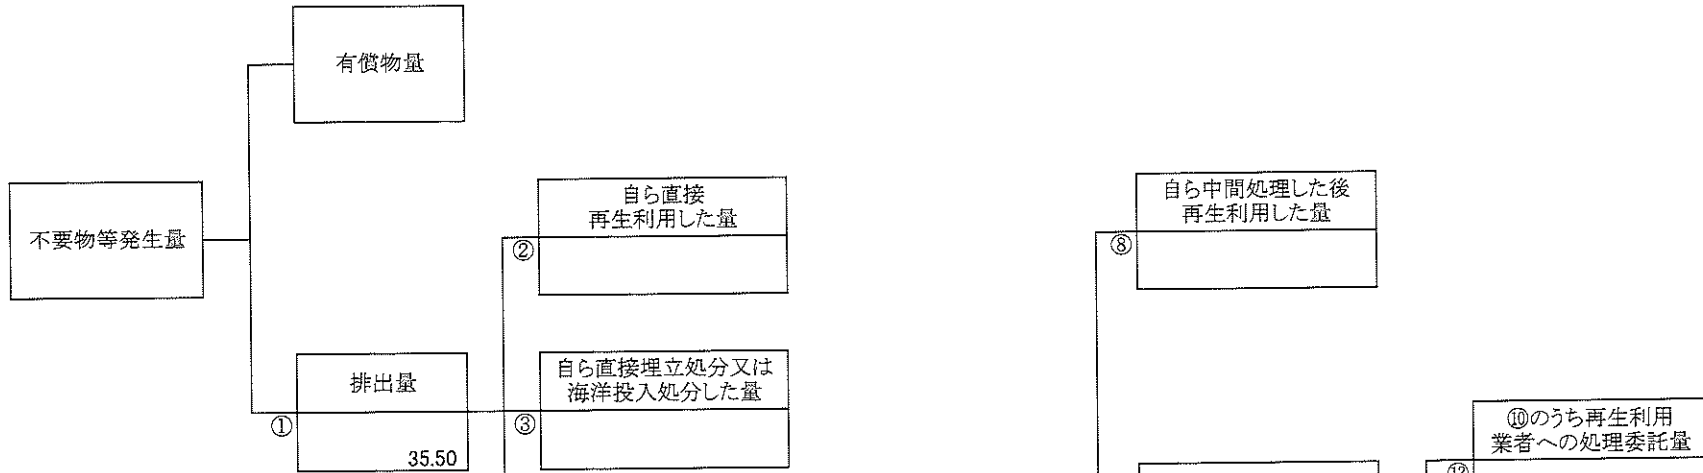 有償物量
不要物等発生量
自ら直接
再生利用した量
②
自ら中間処理した後
再生利用した量
⑧
排出量
①
35.50
自ら直接埋立処分又は
海洋投入処分した量
③
⑩のうち再生利用
業者への処理委託量
⑫